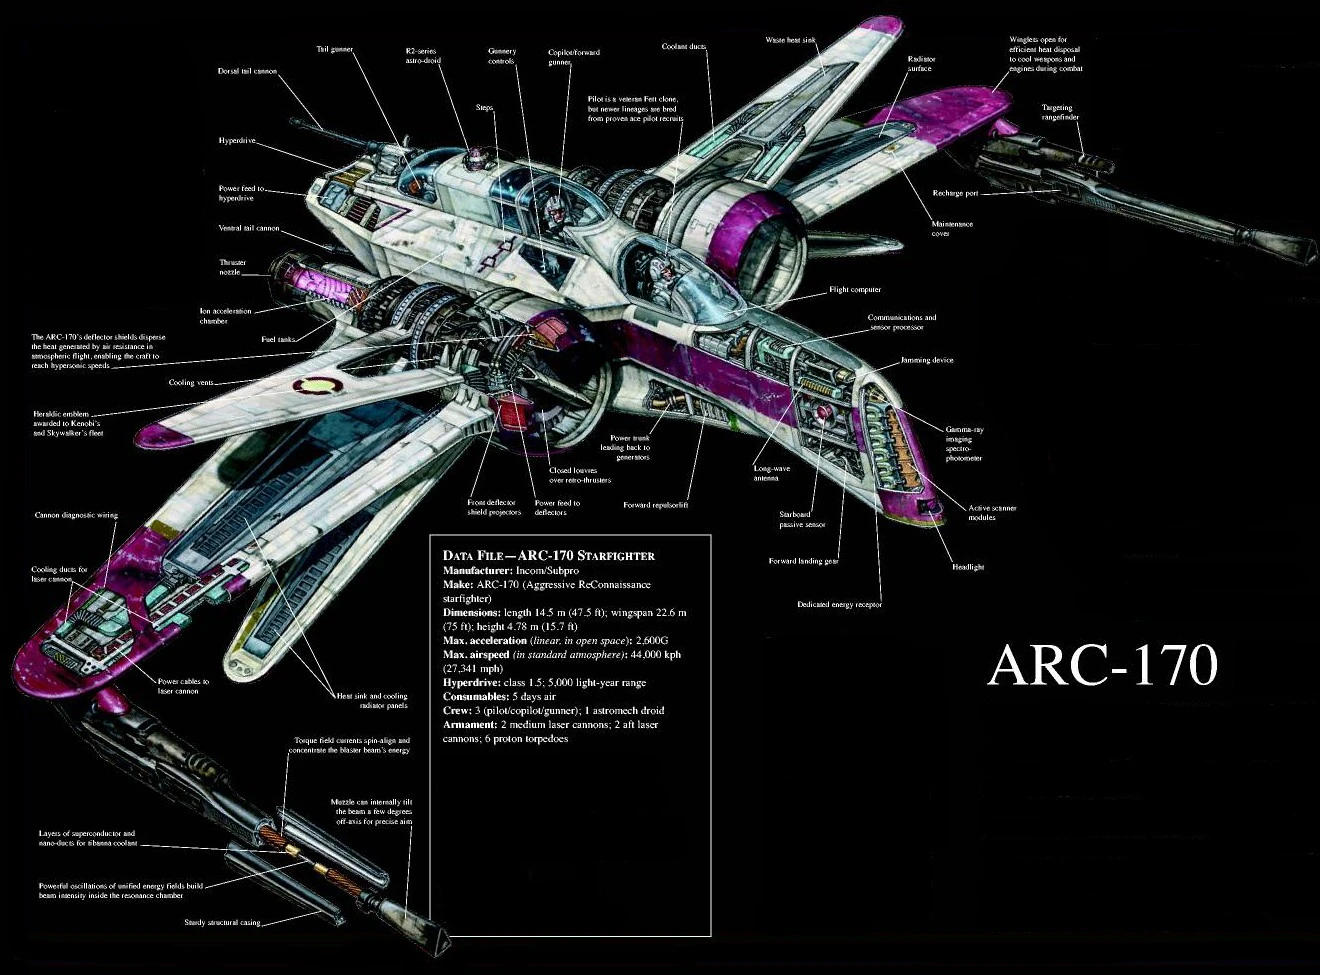 Tail gunner
R2-series
astro-droid
Gunnery
controls
Copilot/forward
gunner
Coolant ducts
Waste heat sink
Radiator
surface
Winglets open for
efficient heat disposal
to cool weapons and
engines during combat
Dorsal tail cannon
Steps
Pilot is a veteran Fett clone,
but newer lineages are bred
from proven ace pilot recruits
Targeting
rangefinder
Hyperdrive
Power feed to
hyperdrive
Recharge port
Ventral tail cannon
Maintenance
cover
Thruster
nozzle
Flight computer
Ion acceleration
chamber
Communications and
sensor processor
The ARC-170's deflector shields disperse
the heat generated by air resistance in
atmospheric flight, enabling the craft to
reach hypersonic speeds
Fuel tanks
Jamming device
Cooling vents
Heraldic emblem
awarded to Kenobi's
and Skywalker's fleet
Gamma-ray
imaging
spectro-
photometer
Power trunk
leading back to
generators
Closed louvres
over retro-thrusters
Long-wave
antenna
Front deflector
shield projectors
Power feed to
deflectors
Forward repulsorlift
Starboard
passive sensor
Active scanner
modules
Cannon diagnostic wiring
Forward landing gear
Headlight
Cooling ducts for
laser cannon
Dedicated energy receptor
DATA FILE—ARC-170 STARFIGHTER
Manufacturer: Incom/Subpro
Make: ARC-170 (Aggressive ReConnaissance
starfighter)
Dimensions: length 14.5 m (47.5 ft); wingspan 22.6 m
(75 ft); height 4.78 m (15.7 ft)
Max. acceleration (linear, in open space): 2,600G
Max. airspeed (in standard atmosphere): 44,000 kph
(27,341 mph)
Hyperdrive: class 1.5; 5,000 light-year range
Consumables: 5 days air
Crew: 3 (pilot/copilot/gunner); 1 astromech droid
Armament: 2 medium laser cannons; 2 aft laser
cannons; 6 proton torpedoes
ARC-170
Power cables to
laser cannon
Heat sink and cooling
radiator panels
Torque field currents spin-align and
concentrate the blaster beam's energy
Muzzle can internally tilt
the beam a few degrees
off-axis for precise aim
Layers of superconductor and
nano-ducts for tibanna coolant
Powerful oscillations of unified energy fields build
beam intensity inside the resonance chamber
Sturdy structural casing